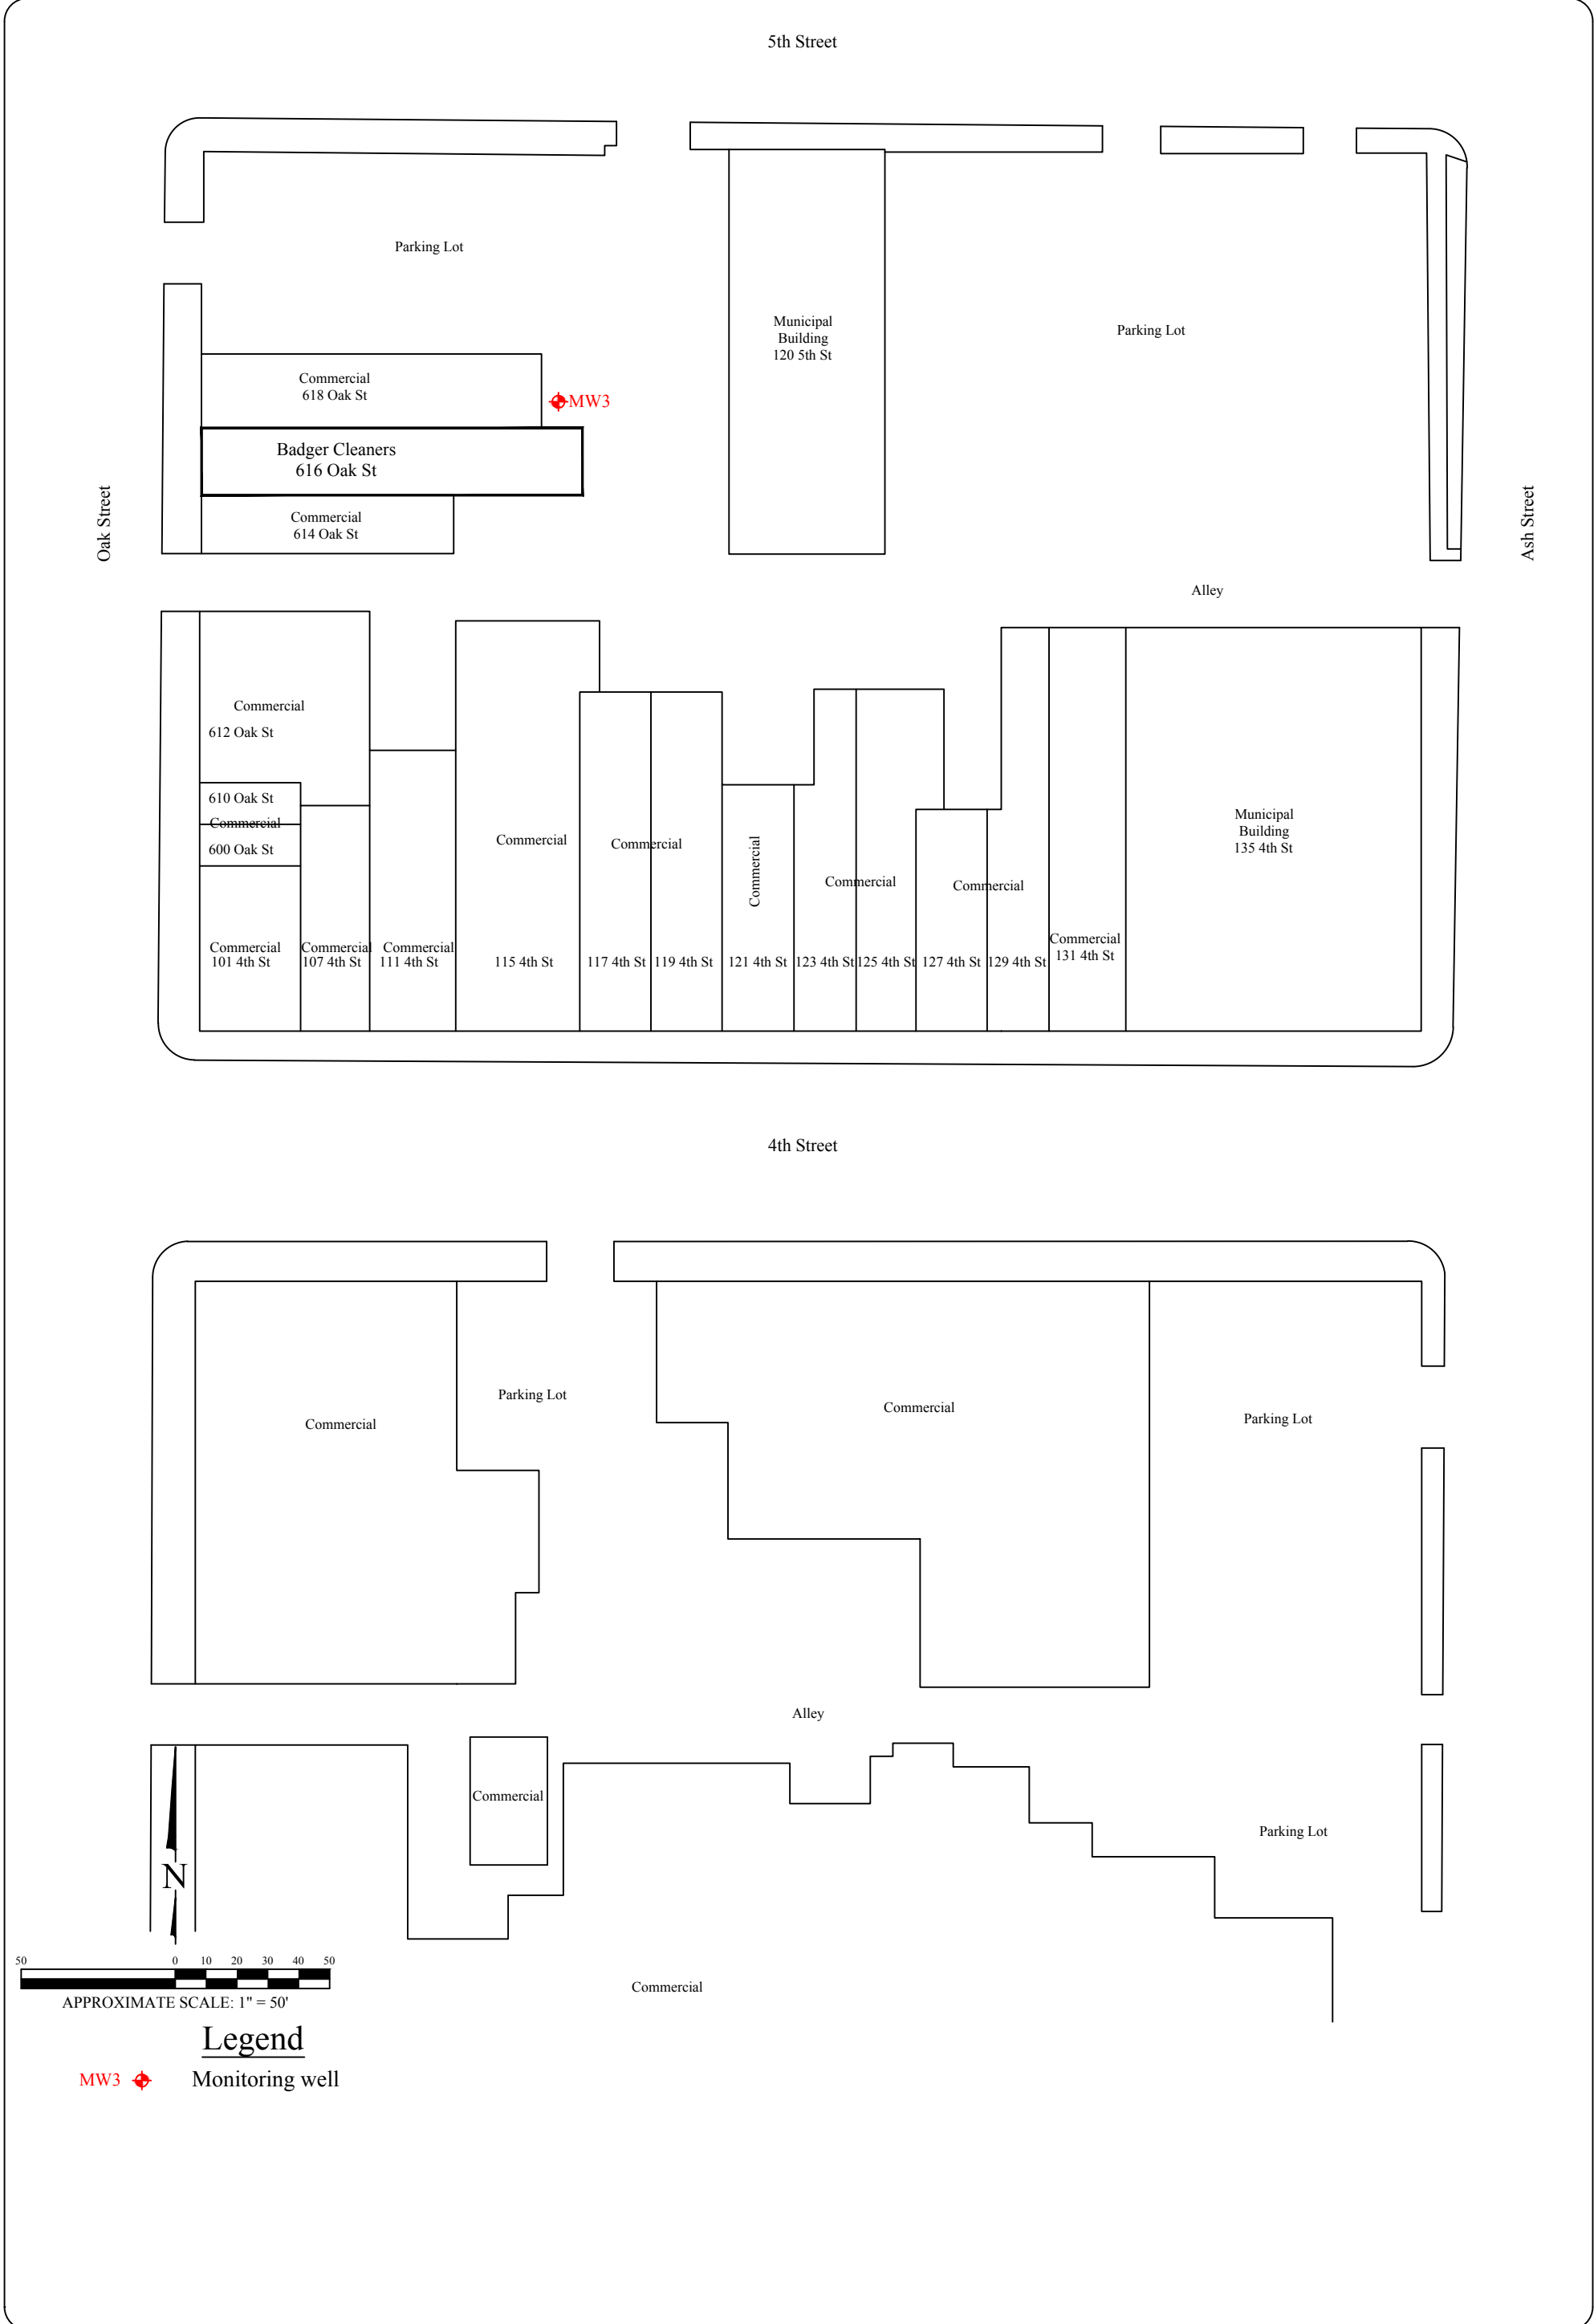 5th Street
Parking Lot
Municipal
Building
120 5th St
Parking Lot
Commercial
618 Oak St
MW3
Badger Cleaners
616 Oak St
Commercial
614 Oak St
Oak Street
Ash Street
Alley
Commercial
612 Oak St
610 Oak St
Commercial
600 Oak St
Commercial
101 4th St
Commercial
107 4th St
Commercial
111 4th St
Commercial
115 4th St
Commercial
117 4th St
119 4th St
Commercial
121 4th St
Commercial
123 4th St
125 4th St
Commercial
127 4th St
129 4th St
Commercial
131 4th St
Municipal
Building
135 4th St
4th Street
Commercial
Parking Lot
Commercial
Parking Lot
Alley
Commercial
Parking Lot
Commercial
N
50 0 10 20 30 40 50
APPROXIMATE SCALE: 1" = 50'
Legend
MW3 Monitoring well